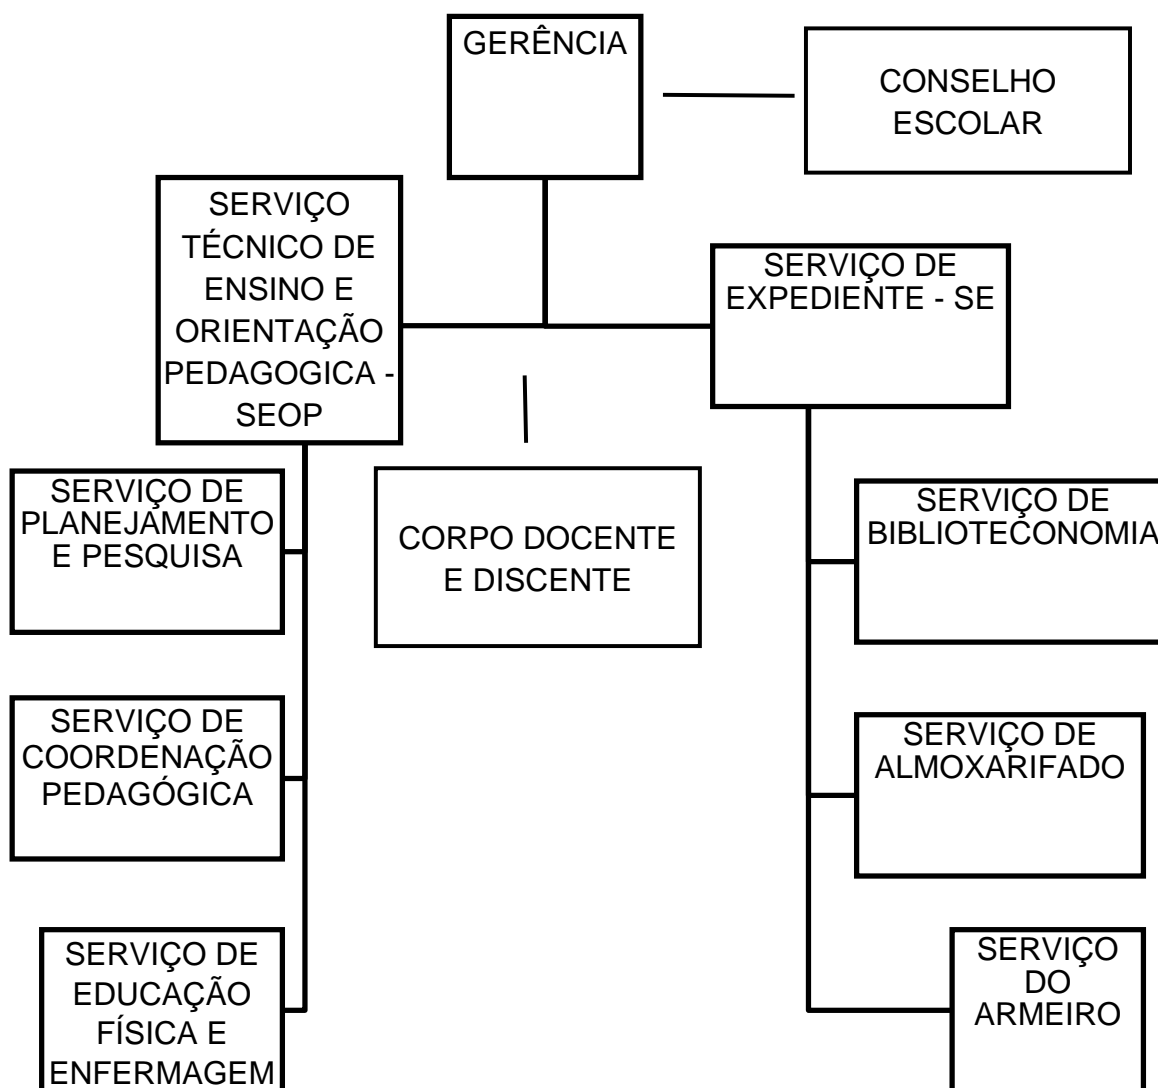 GERÊNCIA
CONSELHO
ESCOLAR
SERVIÇO
TÉCNICO DE
ENSINO E
ORIENTAÇÃO
PEDAGOGICA -
SEOP
SERVIÇO DE
EXPEDIENTE - SE
SERVIÇO DE
PLANEJAMENTO
E PESQUISA
CORPO DOCENTE
E DISCENTE
SERVIÇO DE
BIBLIOTECONOMIA
SERVIÇO DE
COORDENAÇÃO
PEDAGÓGICA
SERVIÇO DE
ALMOXARIFADO
SERVIÇO DE
EDUCAÇÃO
FÍSICA E
ENFERMAGEM
SERVIÇO
DO
ARMEIRO